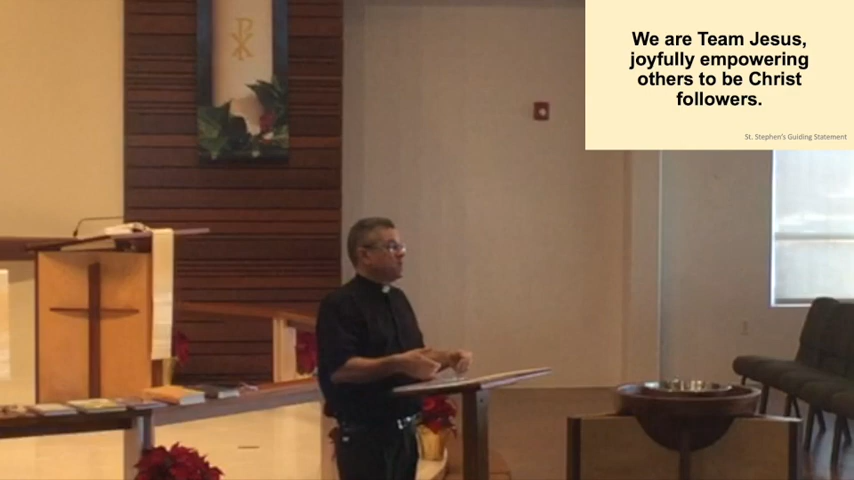 We are Team Jesus,
joyfully empowering
others to be Christ
followers.
St. Stephen's Guiding Statement